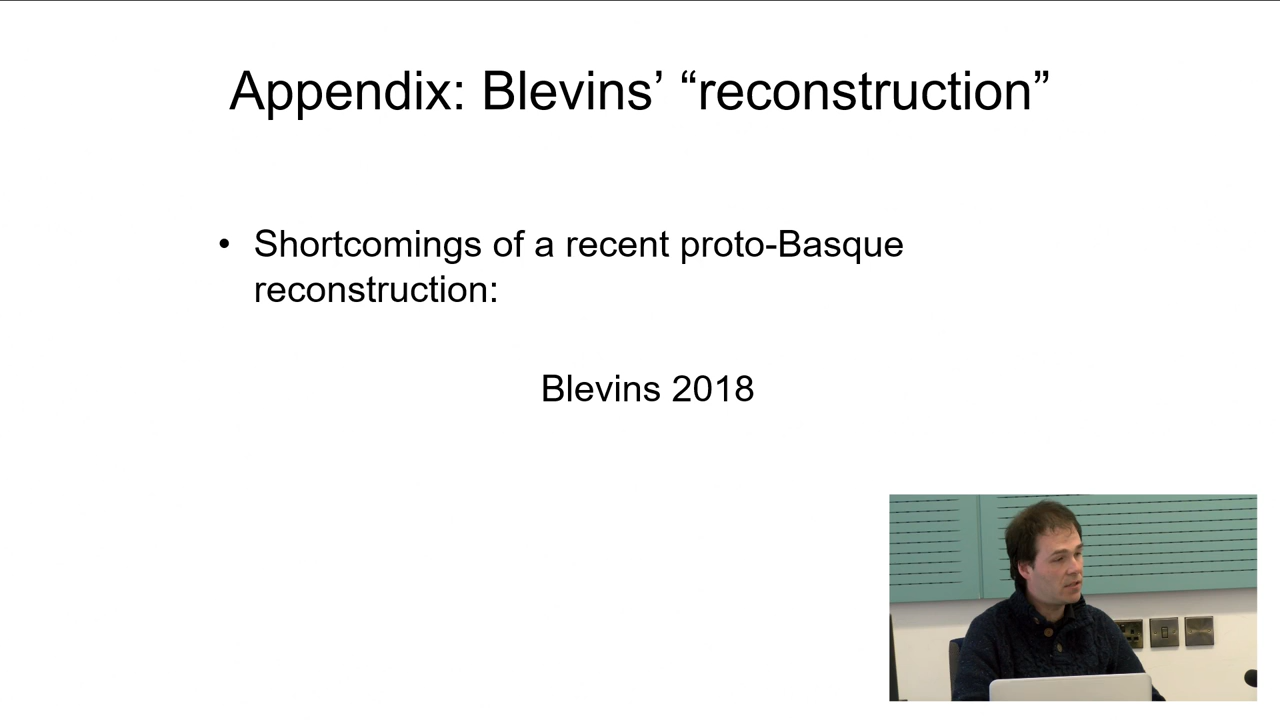 Appendix: Blevins’ “reconstruction”
• Shortcomings of a recent proto-Basque
reconstruction:
Blevins 2018